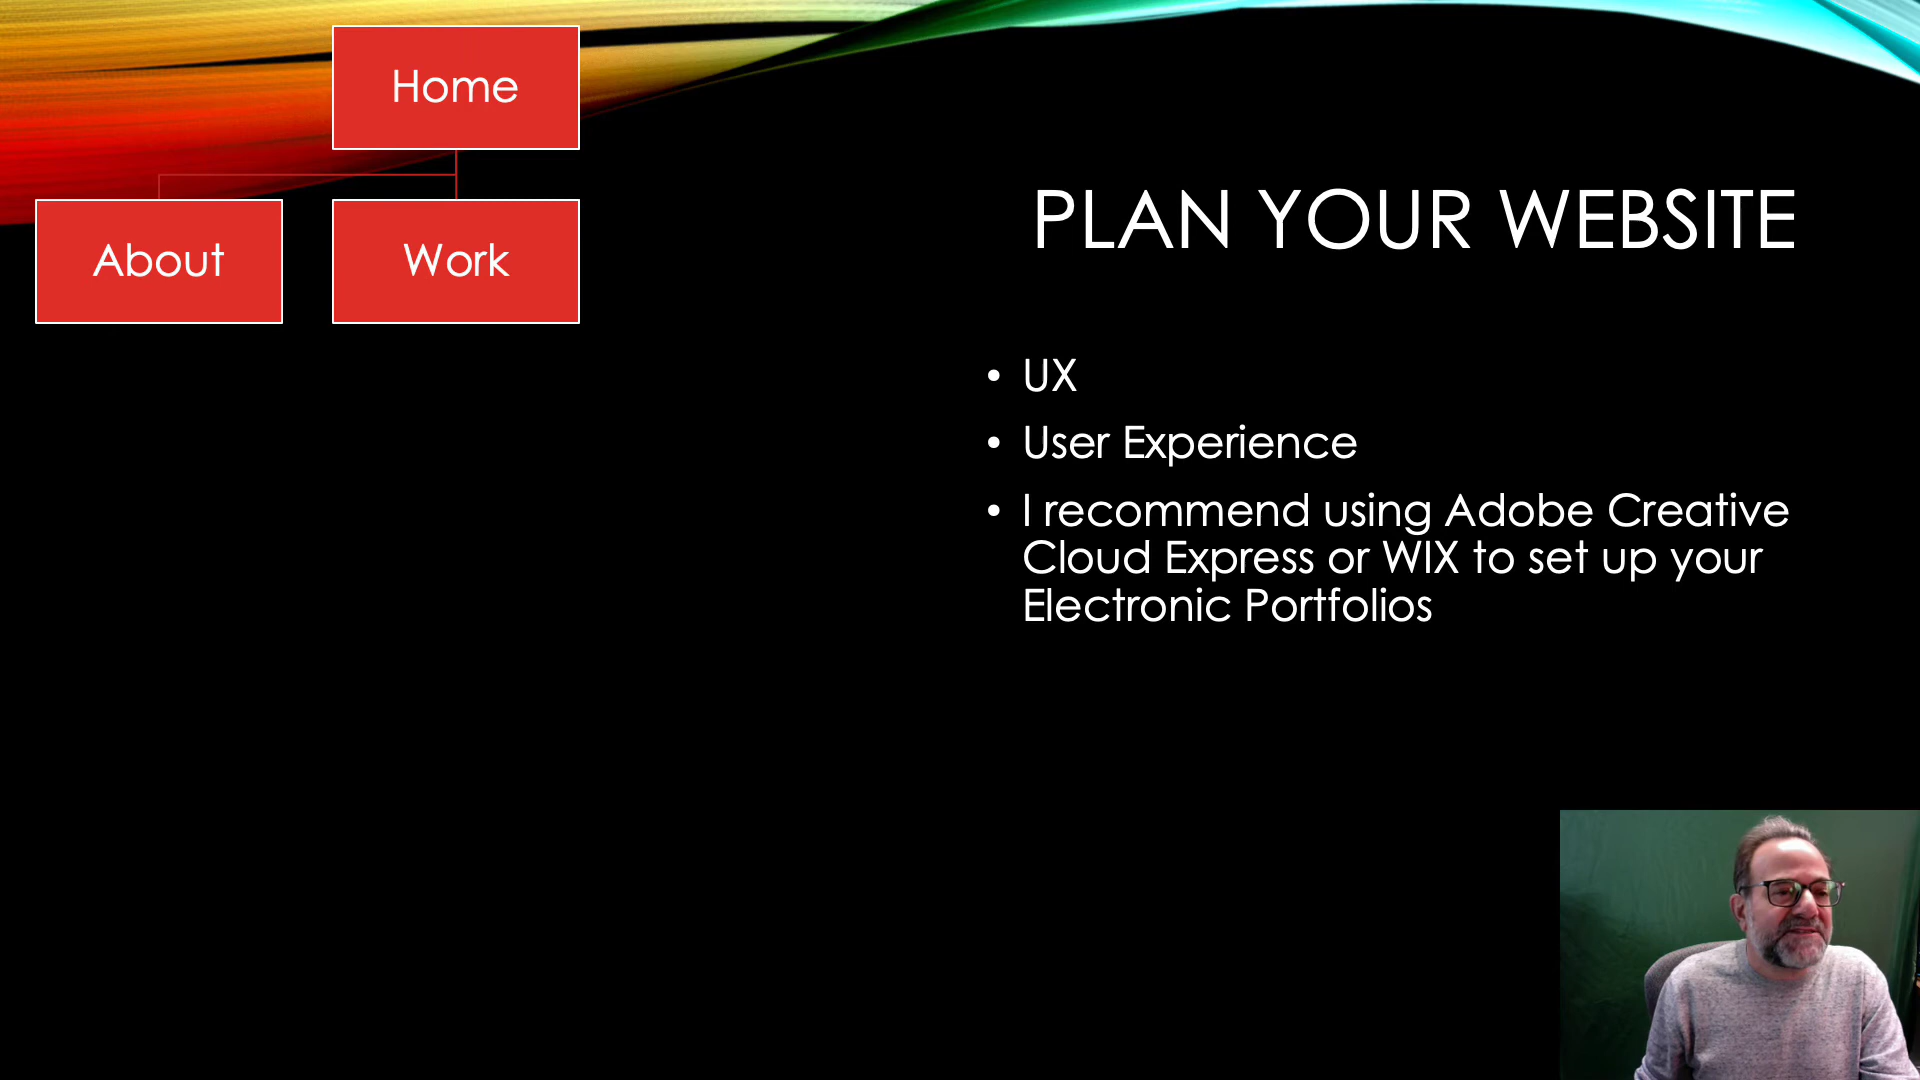 Home
About
Work
PLAN YOUR WEBSITE
• UX
• User Experience
• I recommend using Adobe Creative
Cloud Express or WIX to set up your
Electronic Portfolios